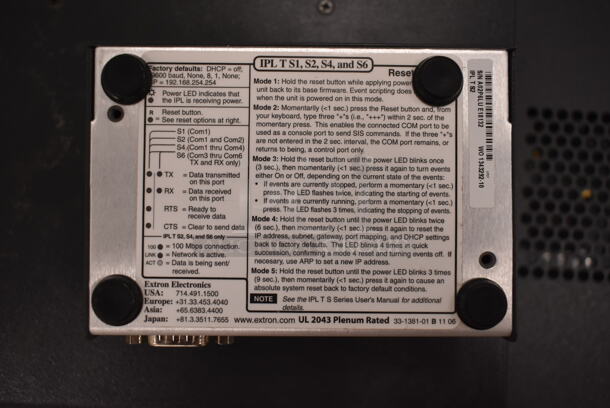 Factory defaults: DHCP = off,
9600 baud, None, 8, 1, None;
IP = 192.168.254.254
Power LED indicates that
the IPL is receiving power.
R Reset button.
= See reset options at right.
S1 (Com1)
S2 (Com1 and Com2)
S4 (Com1 thru Com4)
S6 (Com3 thru Com6
TX and RX only)
TX = Data transmitted
on this port
RX = Data received
on this port
RTS = Ready to
receive data
CTS = Clear to send data
IPL T S2, S4, and S6 only
100 = 100 Mbps connection.
LINK = Network is active.
ACT = Data is being sent/
received.
Extron Electronics
USA: 714.491.1500
Europe: +31.33.453.4040
Asia: +65.6383.4400
Japan: +81.3.3511.7655
IPL T S1, S2, S4, and S6
Reset
Mode 1: Hold the reset button while applying power
unit back to its base firmware. Event scripting does
when the unit is powered on in this mode.
Mode 2: Momentarily (<1 sec.) press the Reset button and, from
your keyboard, type three "+"s (i.e., "+++") within 2 sec. of the
momentary press. This enables the connected COM port to be
used as a console port to send SIS commands. If the three "+"s
are not entered in the 2 sec. interval, the COM port remains, or
returns to being, a control port only.
Mode 3: Hold the reset button until the power LED blinks once
(3 sec.), then momentarily (<1 sec.) press it again to turn events
either On or Off, depending on the current state of the events:
• If events are currently stopped, perform a momentary (<1 sec.)
press. The LED flashes twice, indicating the starting of events.
• If events are currently running, perform a momentary (<1 sec.)
press. The LED flashes 3 times, indicating the stopping of events.
Mode 4: Hold the reset button until the power LED blinks twice
(6 sec.), then momentarily (<1 sec.) press it again to reset the
IP address, subnet, gateway, port mapping, and DHCP settings
back to factory defaults. The LED blinks 4 times in quick
succession, confirming a mode 4 reset and turning events off. If
necessary, use ARP to set a new IP address.
Mode 5: Hold the reset button until the power LED blinks 3 times
(9 sec.), then momentarily (<1 sec.) press it again to cause an
absolute system reset back to factory default conditions.
NOTE See the IPL T S Series User's Manual for additional
details.
www.extron.com UL 2043 Plenum Rated 33-1381-01 B 11 06
IPL T S2